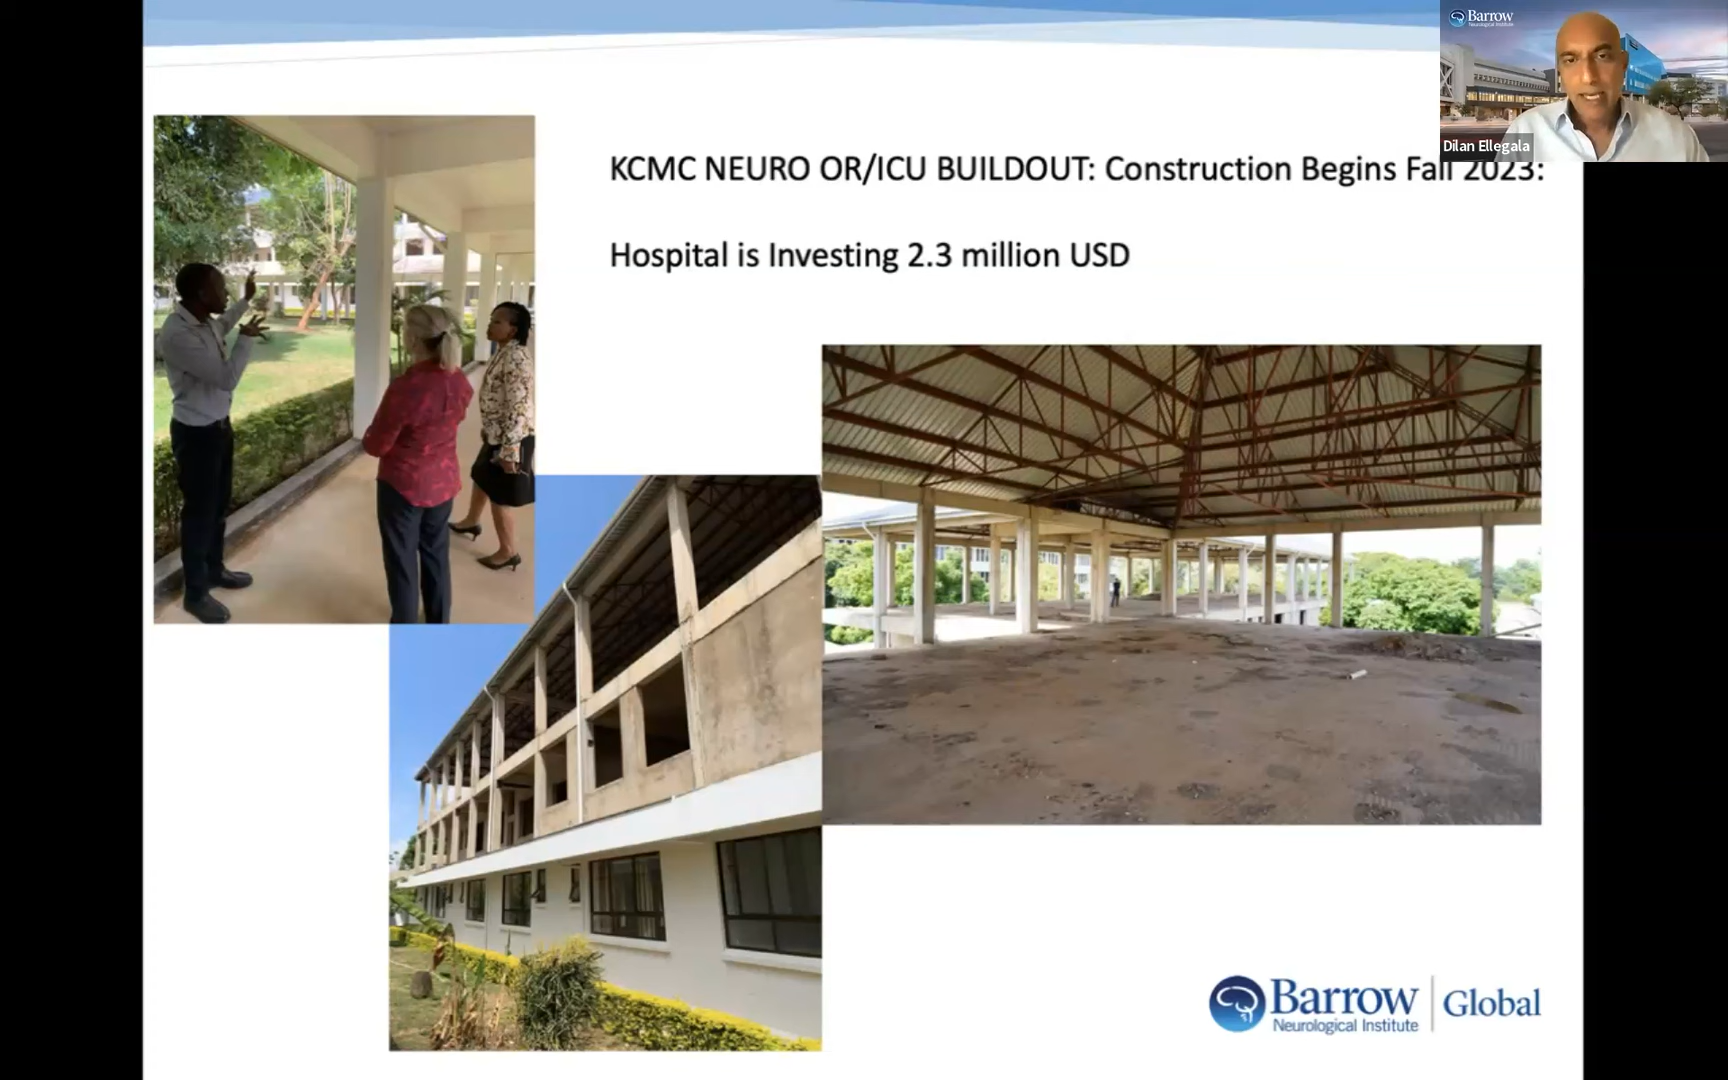 Barrow
Neurological Institute
Dilan Ellegala
KCMC NEURO OR/ICU BUILDOUT: Construction Begins Fall 2023:
Hospital is Investing 2.3 million USD
Barrow
Neurological Institute
Global